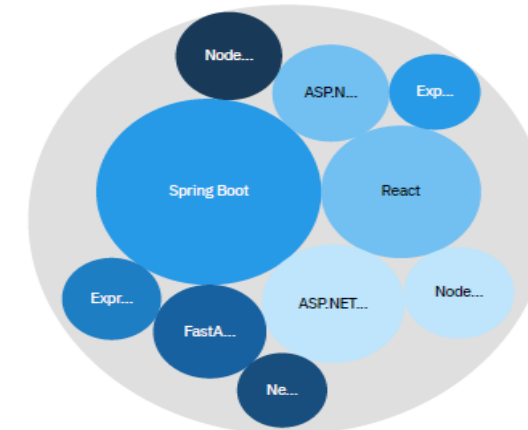 Node...
ASP.N...
Exp...
Spring Boot
React
Expr...
FastA...
ASP.NET...
Node...
Ne...